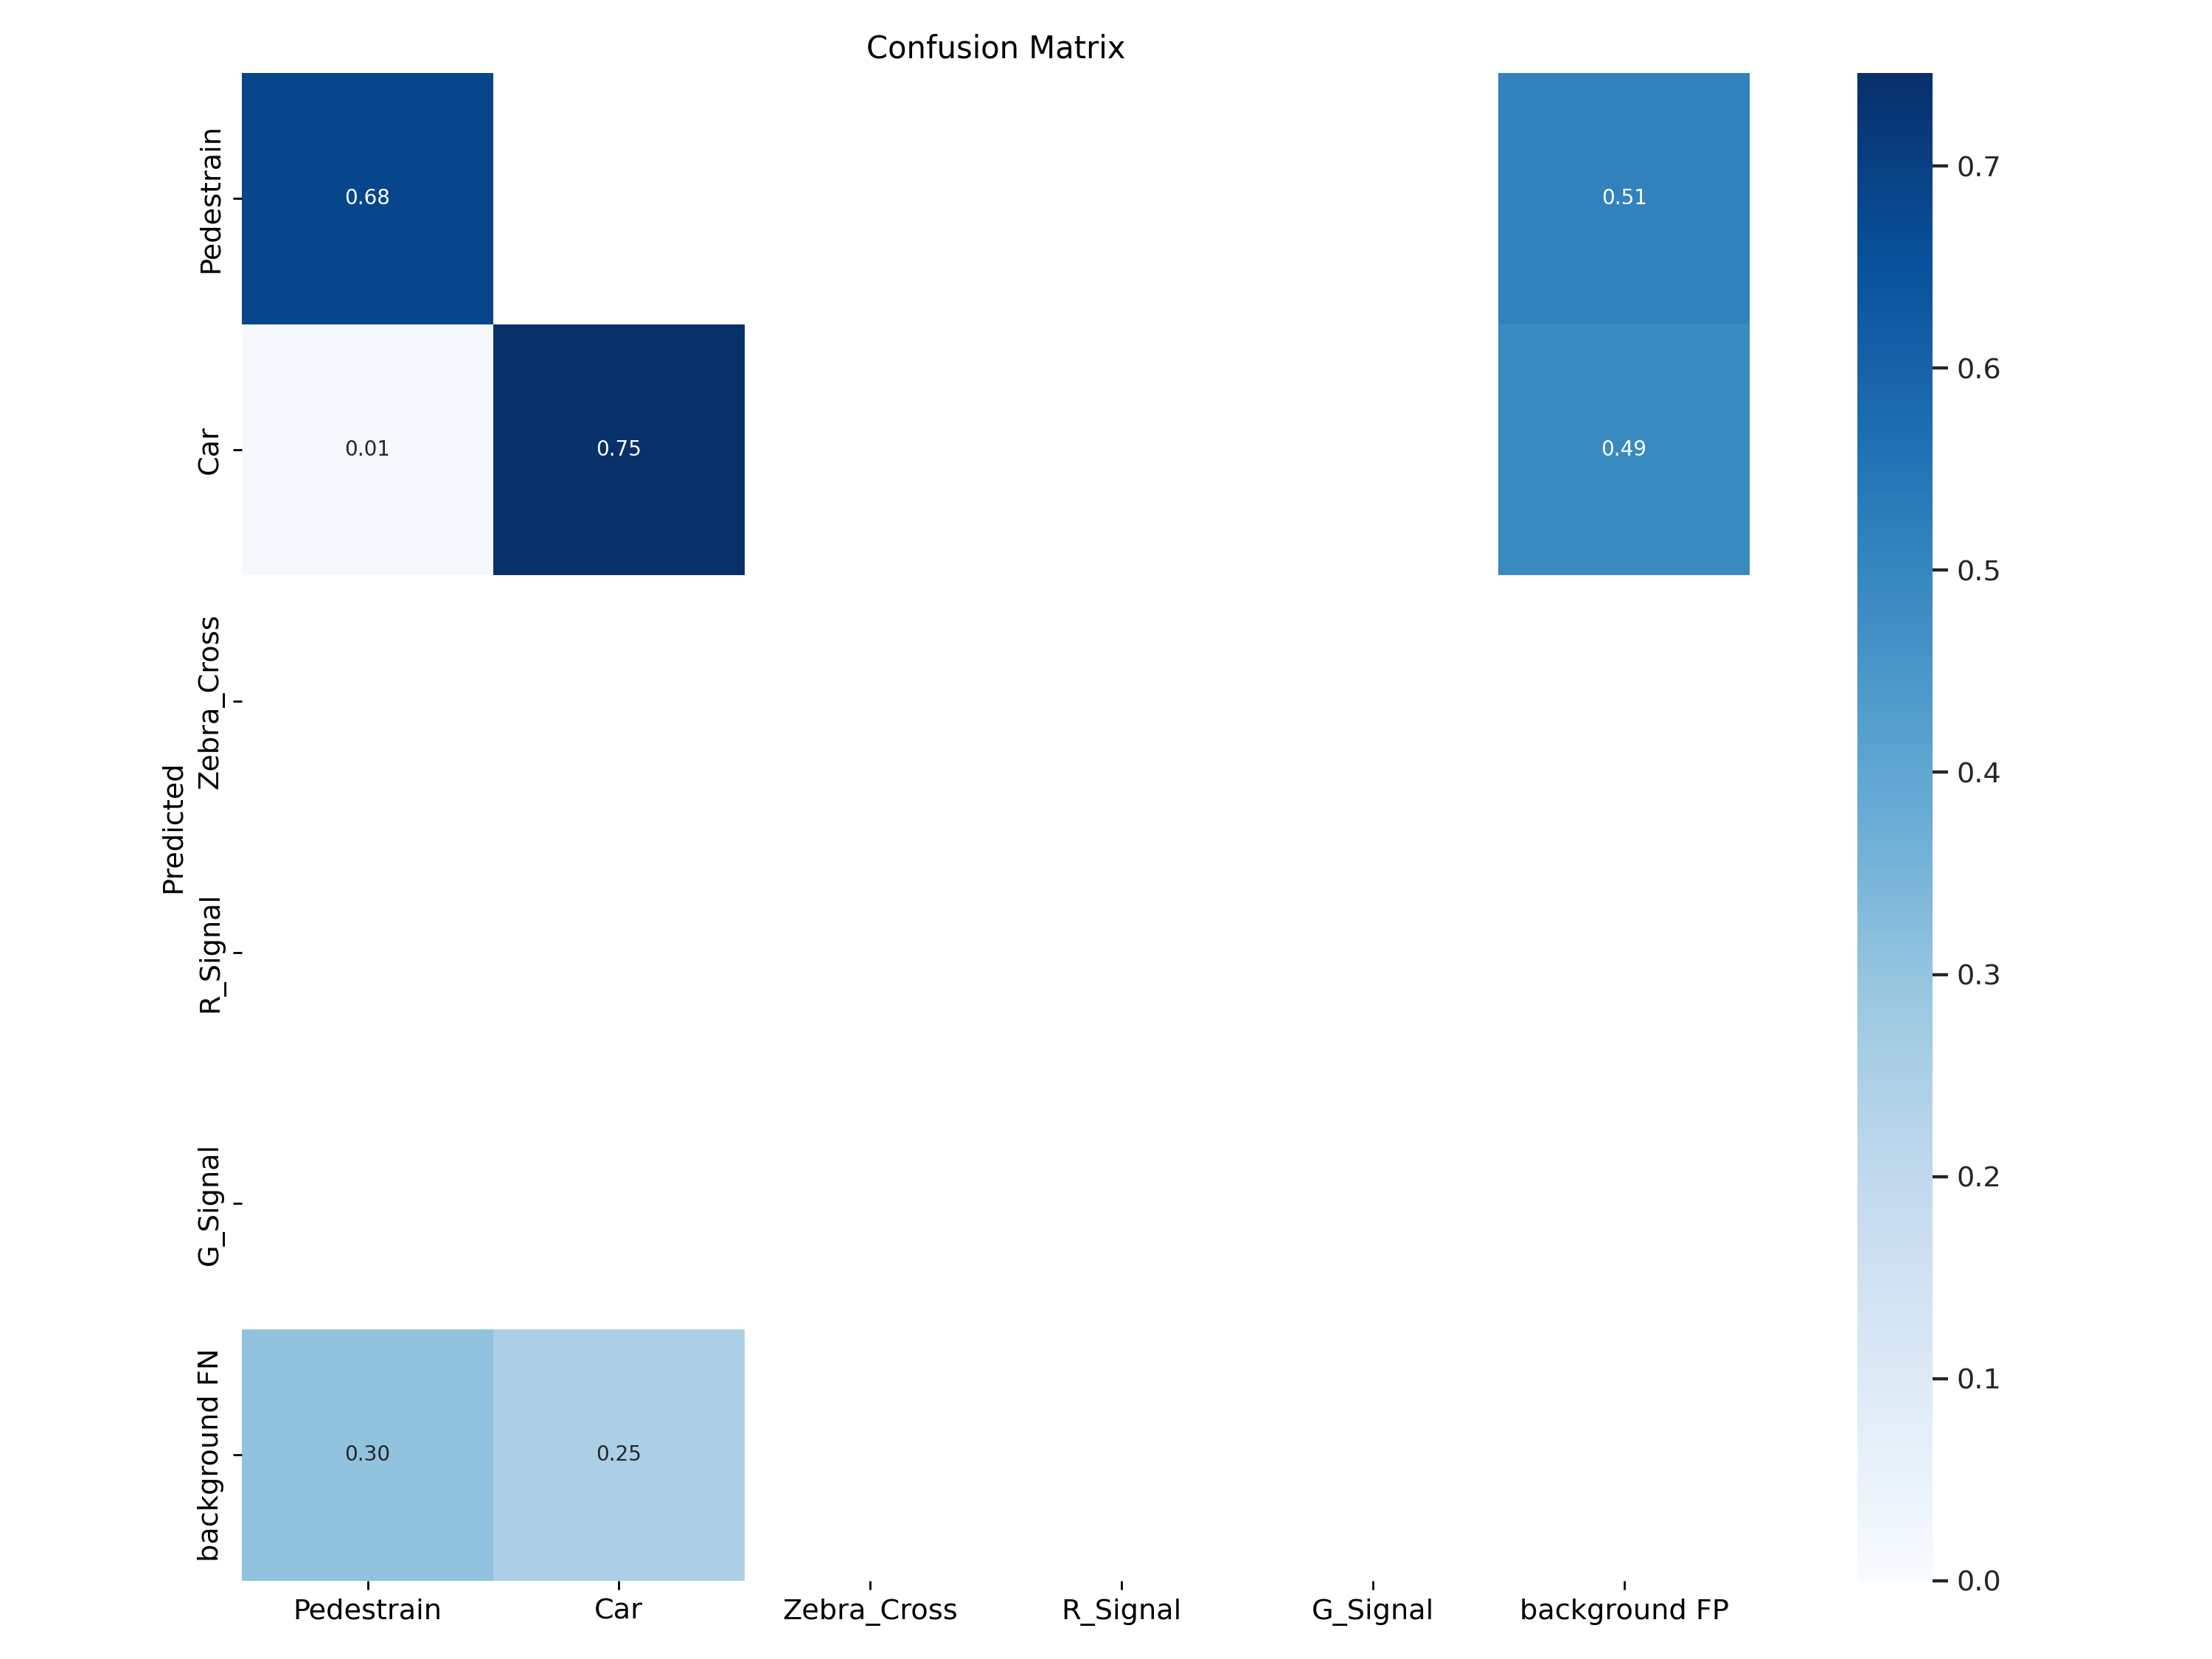 Confusion Matrix
Predicted
Pedestrain
0.68
0.51
Car
0.01
0.75
0.49
Zebra_Cross
R_Signal
G_Signal
background FN
0.30
0.25
Pedestrain
Car
Zebra_Cross
R_Signal
G_Signal
background FP
0.7
0.6
0.5
0.4
0.3
0.2
0.1
0.0